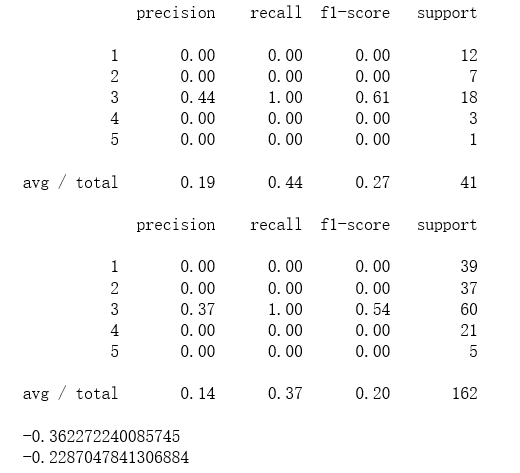 precision recall f1-score support
1 0.00 0.00 0.00 12
2 0.00 0.00 0.00 7
3 0.44 1.00 0.61 18
4 0.00 0.00 0.00 3
5 0.00 0.00 0.00 1
avg / total 0.19 0.44 0.27 41
precision recall f1-score support
1 0.00 0.00 0.00 39
2 0.00 0.00 0.00 37
3 0.37 1.00 0.54 60
4 0.00 0.00 0.00 21
5 0.00 0.00 0.00 5
avg / total 0.14 0.37 0.20 162
-0.362272240085745
-0.2287047841306884